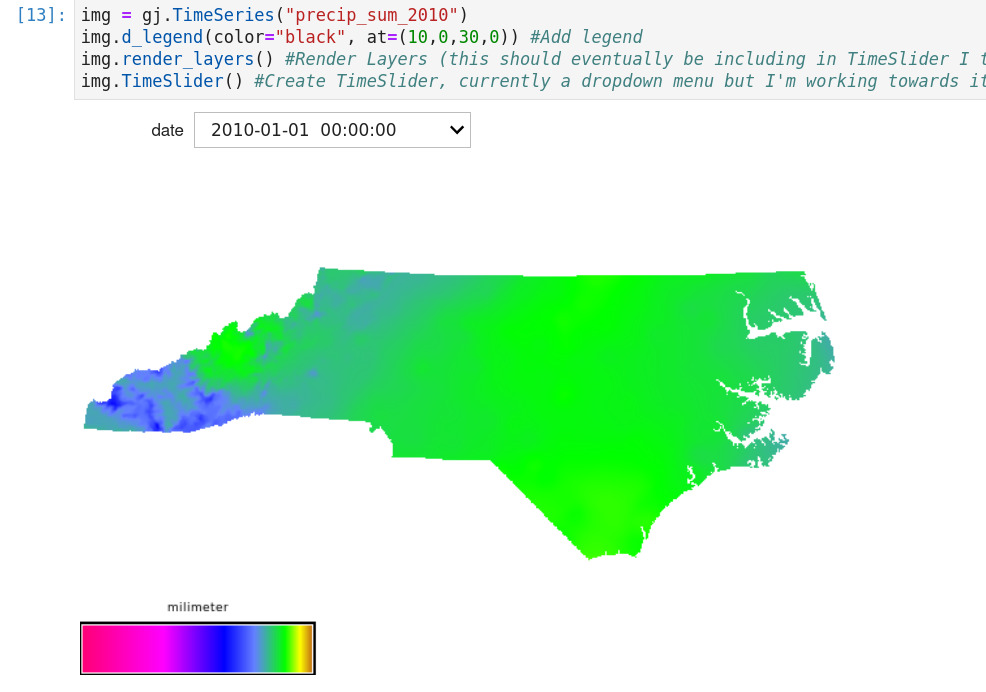 [13]: img = gj.TimeSeries("precip_sum_2010")
img.d_legend(color="black", at=(10,0,30,0)) #Add legend
img.render_layers() #Render Layers (this should eventually be including in TimeSlider I t
img.TimeSlider() #Create TimeSlider, currently a dropdown menu but I'm working towards it
date 2010-01-01 00:00:00
milimeter